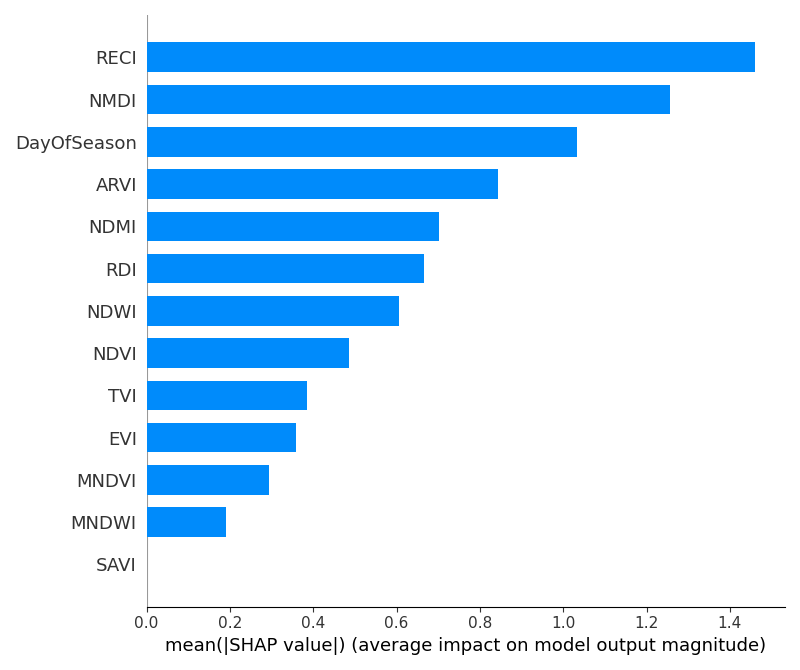 RECI
NMDI
DayOfSeason
ARVI
NDMI
RDI
NDWI
NDVI
TVI
EVI
MNDVI
MNDWI
SAVI
0.0 0.2 0.4 0.6 0.8 1.0 1.2 1.4
mean(|SHAP value|) (average impact on model output magnitude)